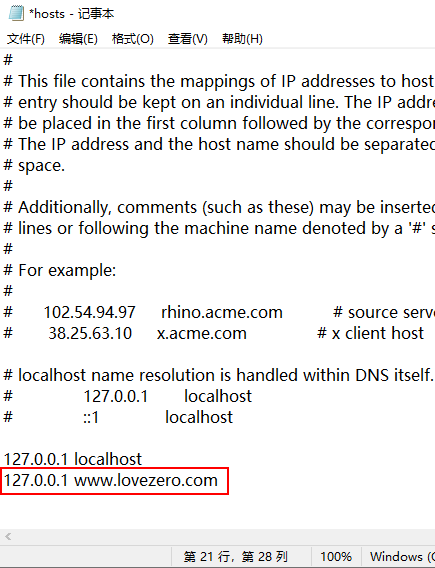 *hosts - 记事本
文件(F) 编辑(E) 格式(O) 查看(V) 帮助(H)
#
# This file contains the mappings of IP addresses to host
# entry should be kept on an individual line. The IP addre
# be placed in the first column followed by the correspor
# The IP address and the host name should be separated
# space.
#
# Additionally, comments (such as these) may be inserted
# lines or following the machine name denoted by a '#' s
#
# For example:
#
# 102.54.94.97 rhino.acme.com # source serve
# 38.25.63.10 x.acme.com # x client host

# localhost name resolution is handled within DNS itself.
# 127.0.0.1 localhost
# ::1 localhost

127.0.0.1 localhost
127.0.0.1 www.lovezero.com
第 21 行，第 28 列 100% Windows (C